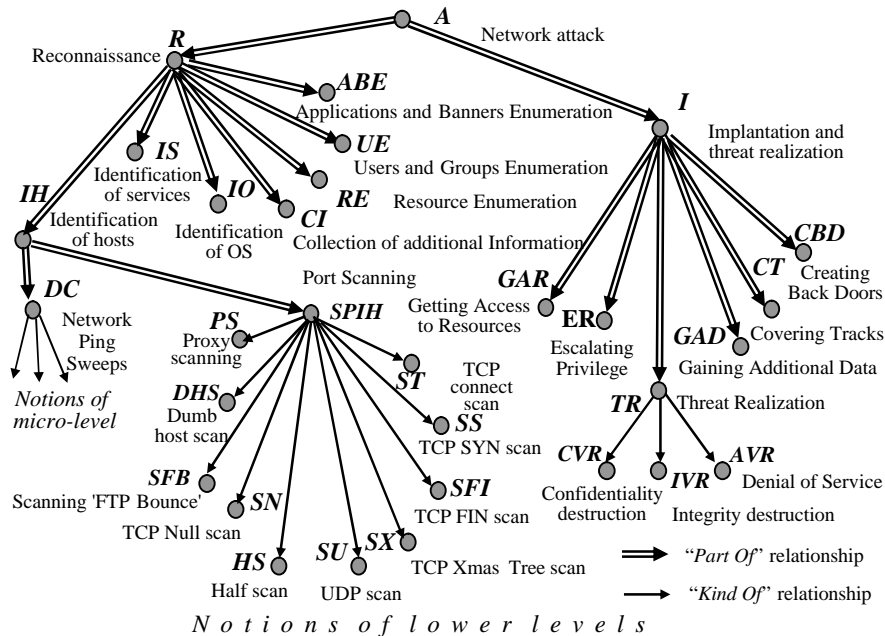 A
Network attack
R
Reconnaissance
ABE
Applications and Banners Enumeration
I
Implantation and
threat realization
UE
Users and Groups Enumeration
IS
Identification
of services
IO
Identification
of OS
RE
Resource Enumeration
CI
Collection of additional Information
IH
Identification
of hosts
CBD
Creating
Back Doors
CT
Covering Tracks
GAR
Getting Access
to Resources
ER
Escalating
Privilege
GAD
Gaining Additional Data
DC
Network
Ping
Sweeps
Notions of
micro-level
Port Scanning
SPIH
PS
Proxy
scanning
ST
TCP
connect
scan
DHS
Dumb
host scan
SS
TCP SYN scan
TR
Threat Realization
SFB
Scanning 'FTP Bounce'
SN
TCP Null scan
SFI
TCP FIN scan
CVR
Confidentiality
destruction
IVR
Integrity destruction
AVR
Denial of Service
HS
Half scan
SU
UDP scan
SX
TCP Xmas Tree scan
“Part Of” relationship
“Kind Of” relationship
Notions of lower levels